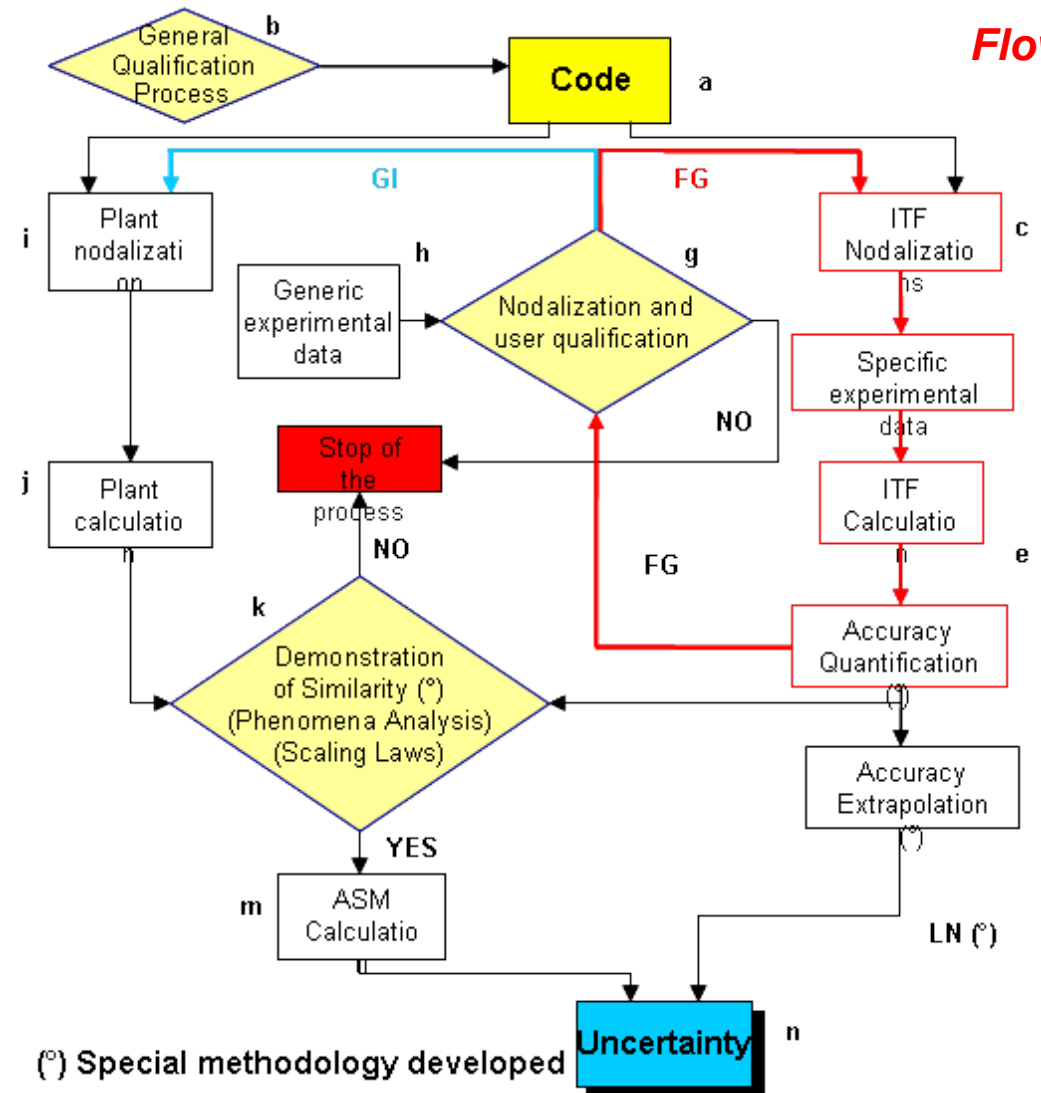 Flov
b
General
Qualification
Process
Code
a
GI
FG
i
Plant
nodalizati
on
h
Generic
experimental
data
g
Nodalization and
user qualification
ITF
Nodalizatio
ns
c
Specific
experimental
data
NO
Stop of
the
process
j
Plant
calculatio
n
ITF
Calculatio
n
e
NO
FG
k
Demonstration
of Similarity (°)
(Phenomena Analysis)
(Scaling Laws)
Accuracy
Quantification
(°)
Accuracy
Extrapolation
(°)
YES
m
ASM
Calculatio
n
LN (°)
Uncertainty
n
(°) Special methodology developed